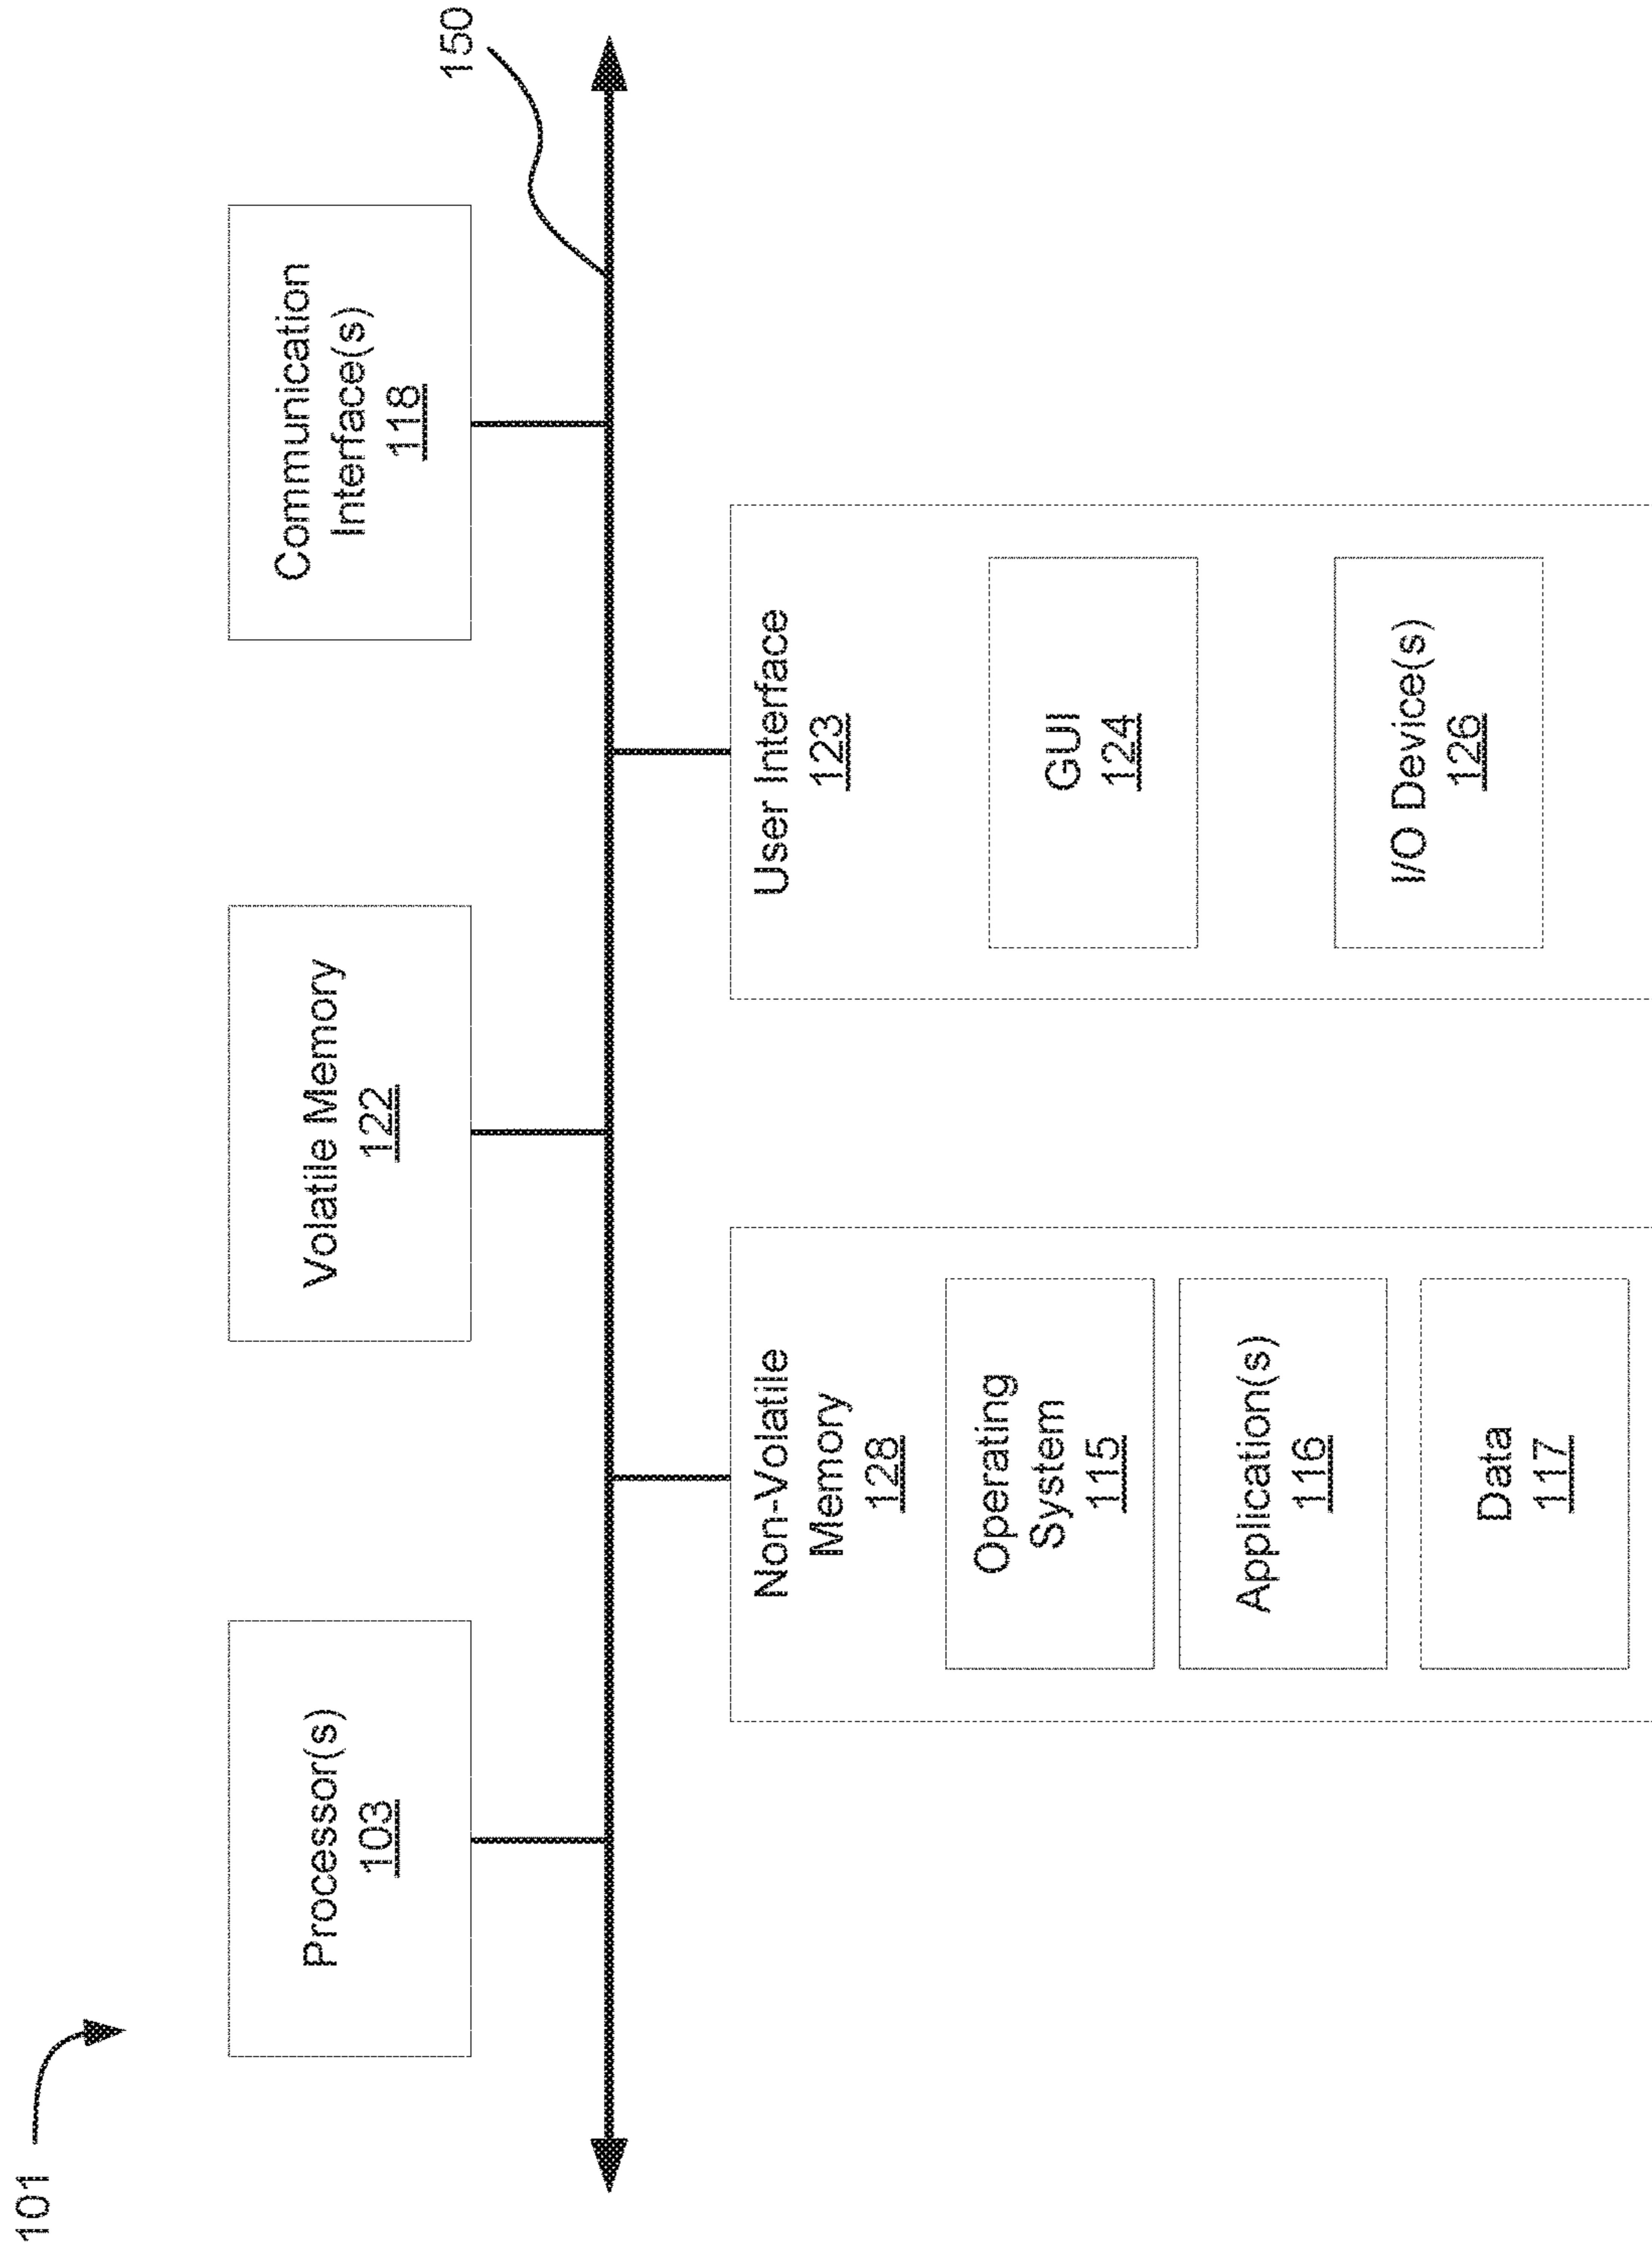 101
Processor(s)
103
Volatile Memory
122
Communication
Interface(s)
118
150
Non-Volatile
Memory
128
Operating
System
115
Application(s)
116
Data
117
User Interface
123
GUI
124
I/O Device(s)
126